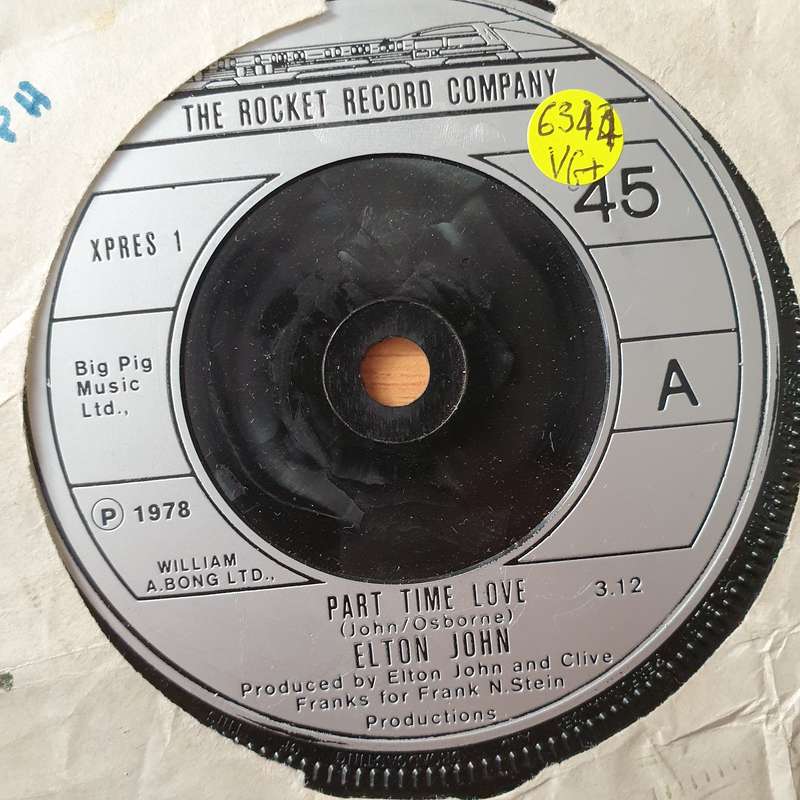 PH
THE ROCKET RECORD COMPANY
VG+
45
XPRES 1
A
Big Pig
Music
Ltd.,
℗ 1978
WILLIAM
A.BONG LTD.,
PART TIME LOVE
3.12
(John/Osborne)
ELTON JOHN
Produced by Elton John and Clive
Franks for Frank N.Stein
Productions